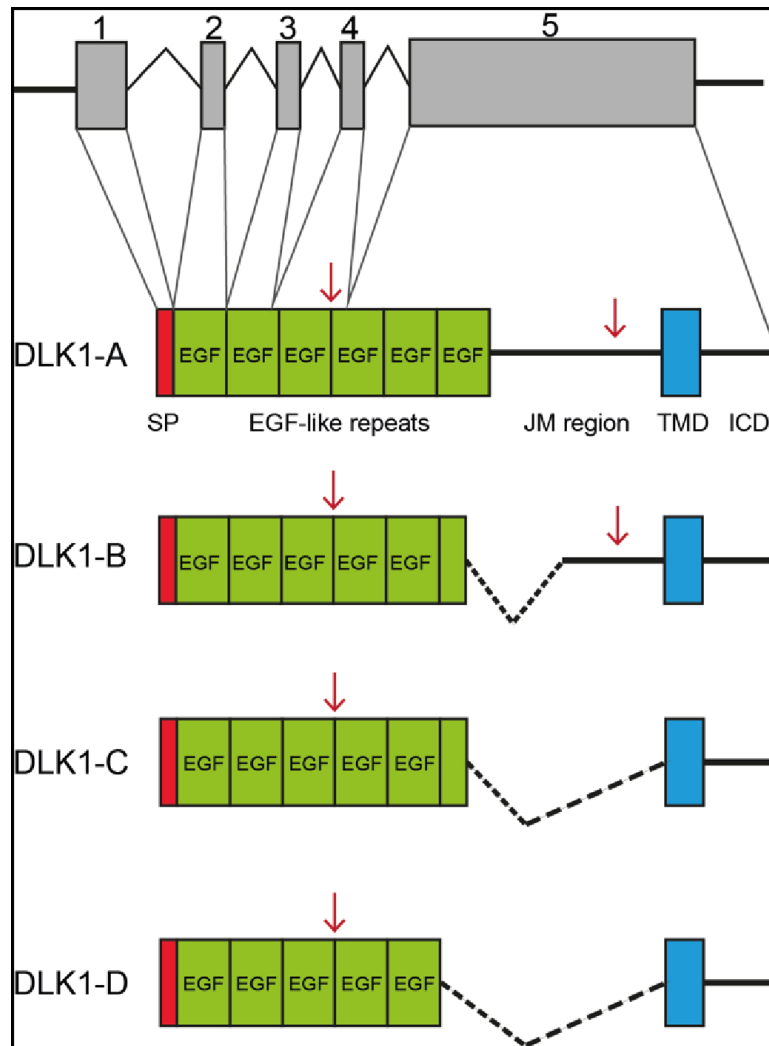 1 2 3 4 5
DLK1-A EGF EGF EGF EGF EGF EGF
SP EGF-like repeats JM region TMD ICD
DLK1-B EGF EGF EGF EGF EGF
DLK1-C EGF EGF EGF EGF EGF
DLK1-D EGF EGF EGF EGF EGF